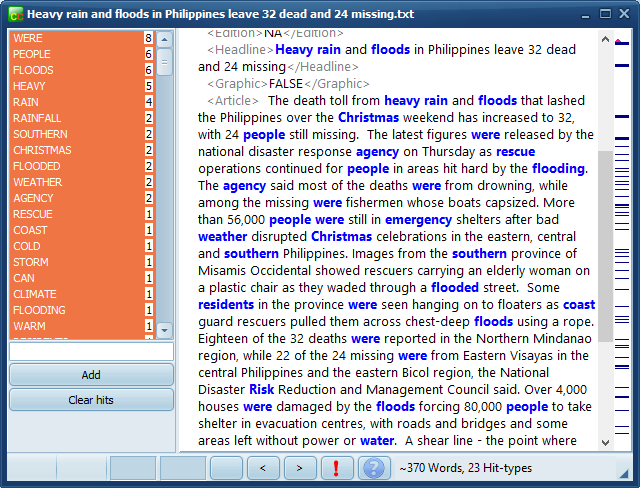 Heavy rain and floods in Philippines leave 32 dead and 24 missing.txt
WERE 8
PEOPLE 6
FLOODS 6
HEAVY 5
RAIN 4
RAINFALL 2
SOUTHERN 2
CHRISTMAS 2
FLOODED 2
WEATHER 2
AGENCY 2
RESCUE 1
COAST 1
COLD 1
STORM 1
CAN 1
CLIMATE 1
FLOODING 1
WARM 1
Add
Clear hits
<Edition>NA</Edition>
<Headline>Heavy rain and floods in Philippines leave 32 dead
and 24 missing</Headline>
<Graphic>FALSE</Graphic>
<Article>  The death toll from heavy rain and floods that lashed
the Philippines over the Christmas weekend has increased to 32,
with 24 people still missing.  The latest figures were released by the
national disaster response agency on Thursday as rescue
operations continued for people in areas hit hard by the flooding.
The agency said most of the deaths were from drowning, while
among the missing were fishermen whose boats capsized. More
than 56,000 people were still in emergency shelters after bad
weather disrupted Christmas celebrations in the eastern, central
and southern Philippines. Images from the southern province of
Misamis Occidental showed rescuers carrying an elderly woman on
a plastic chair as they waded through a flooded street.  Some
residents in the province were seen hanging on to floaters as coast
guard rescuers pulled them across chest-deep floods using a rope.
Eighteen of the 32 deaths were reported in the Northern Mindanao
region, while 22 of the 24 missing were from Eastern Visayas in the
central Philippines and the eastern Bicol region, the National
Disaster Risk Reduction and Management Council said. Over 4,000
houses were damaged by the floods forcing 80,000 people to take
shelter in evacuation centres, with roads and bridges and some
areas left without power or water.  A shear line - the point where
< > ! ? ~370 Words, 23 Hit-types